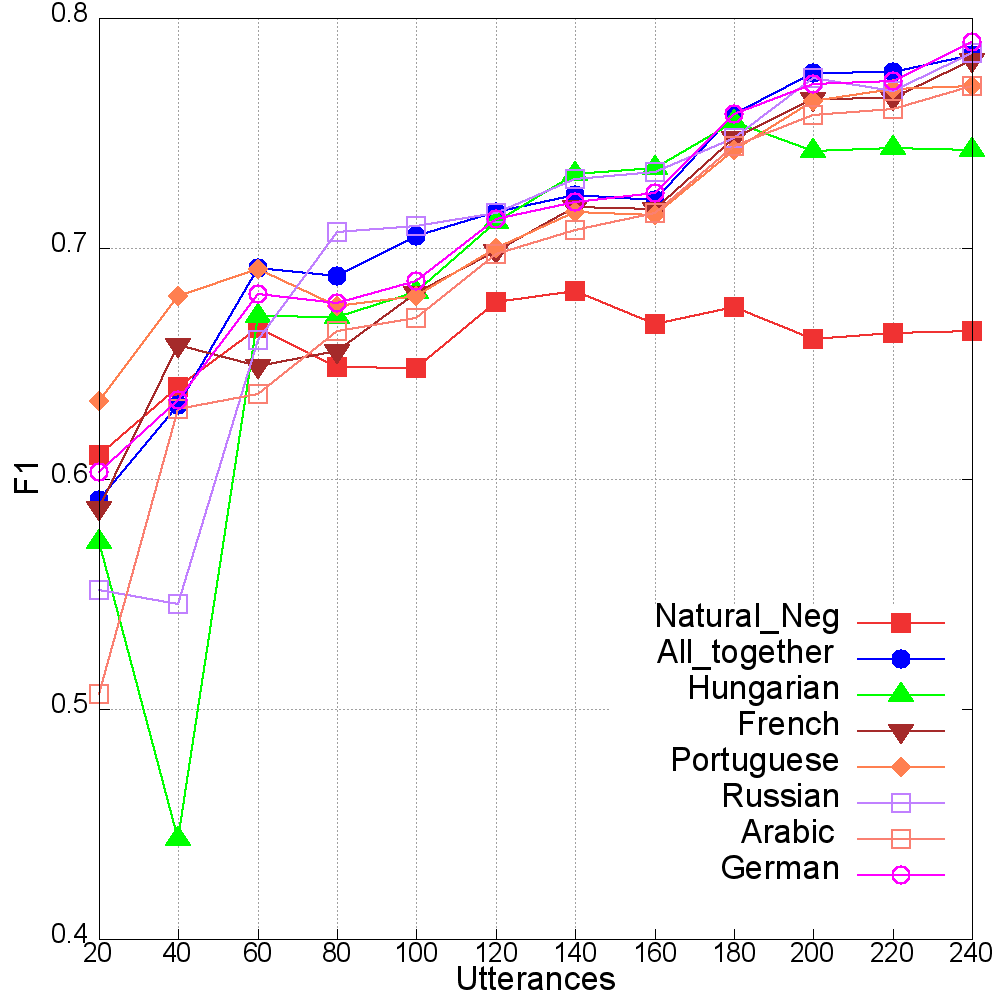 0.8
0.7
0.6
0.5
0.4
F1
Natural_Neg
All_together
Hungarian
French
Portuguese
Russian
Arabic
German
20 40 60 80 100 120 140 160 180 200 220 240
Utterances